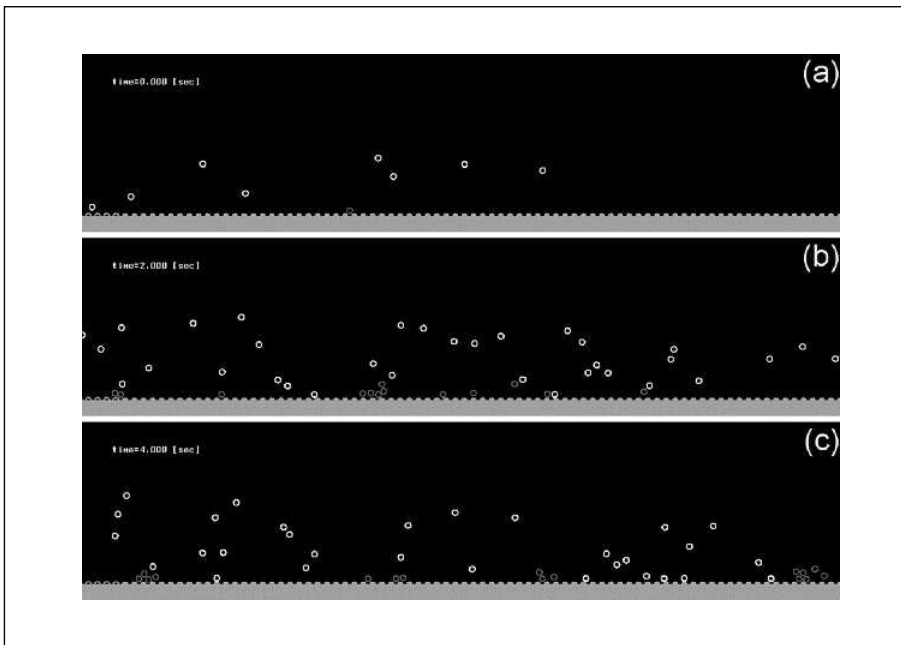 (a)
time=0.000 [sec]
(b)
time=2.000 [sec]
(c)
time=4.000 [sec]